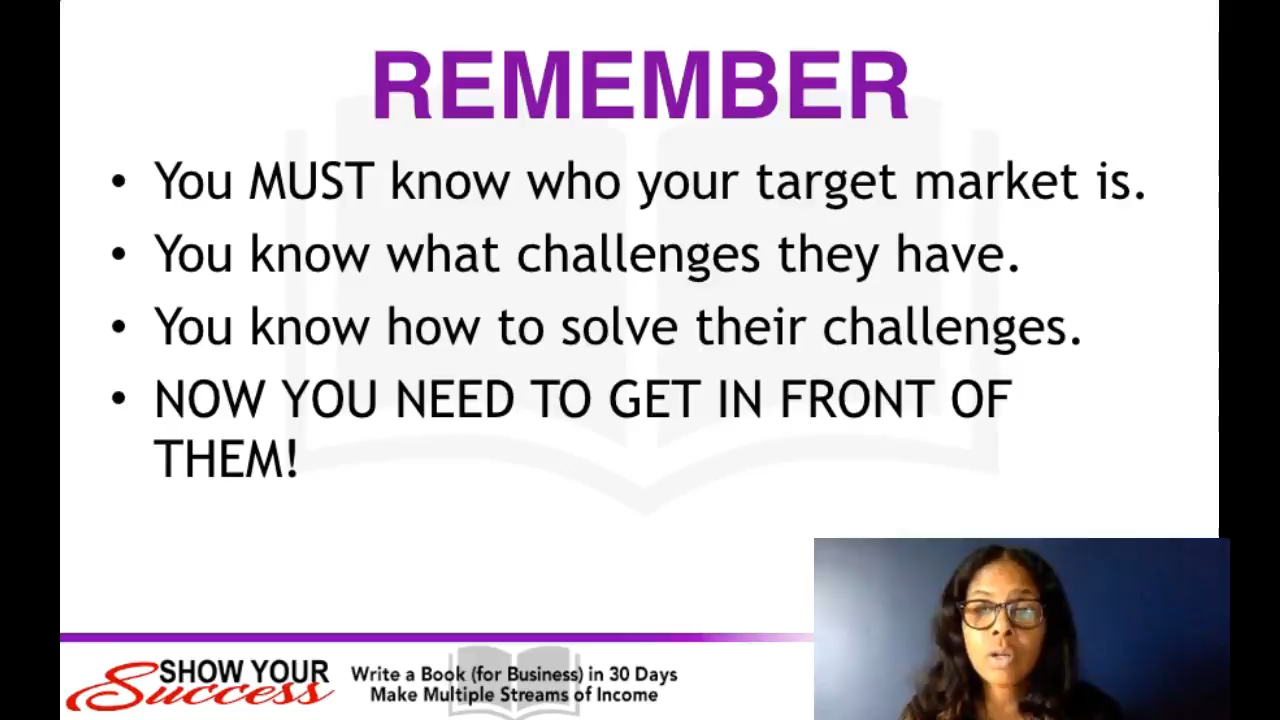 REMEMBER
• You MUST know who your target market is.
• You know what challenges they have.
• You know how to solve their challenges.
• NOW YOU NEED TO GET IN FRONT OF
THEM!
SHOW YOUR
Success
Write a Book (for Business) in 30 Days
Make Multiple Streams of Income